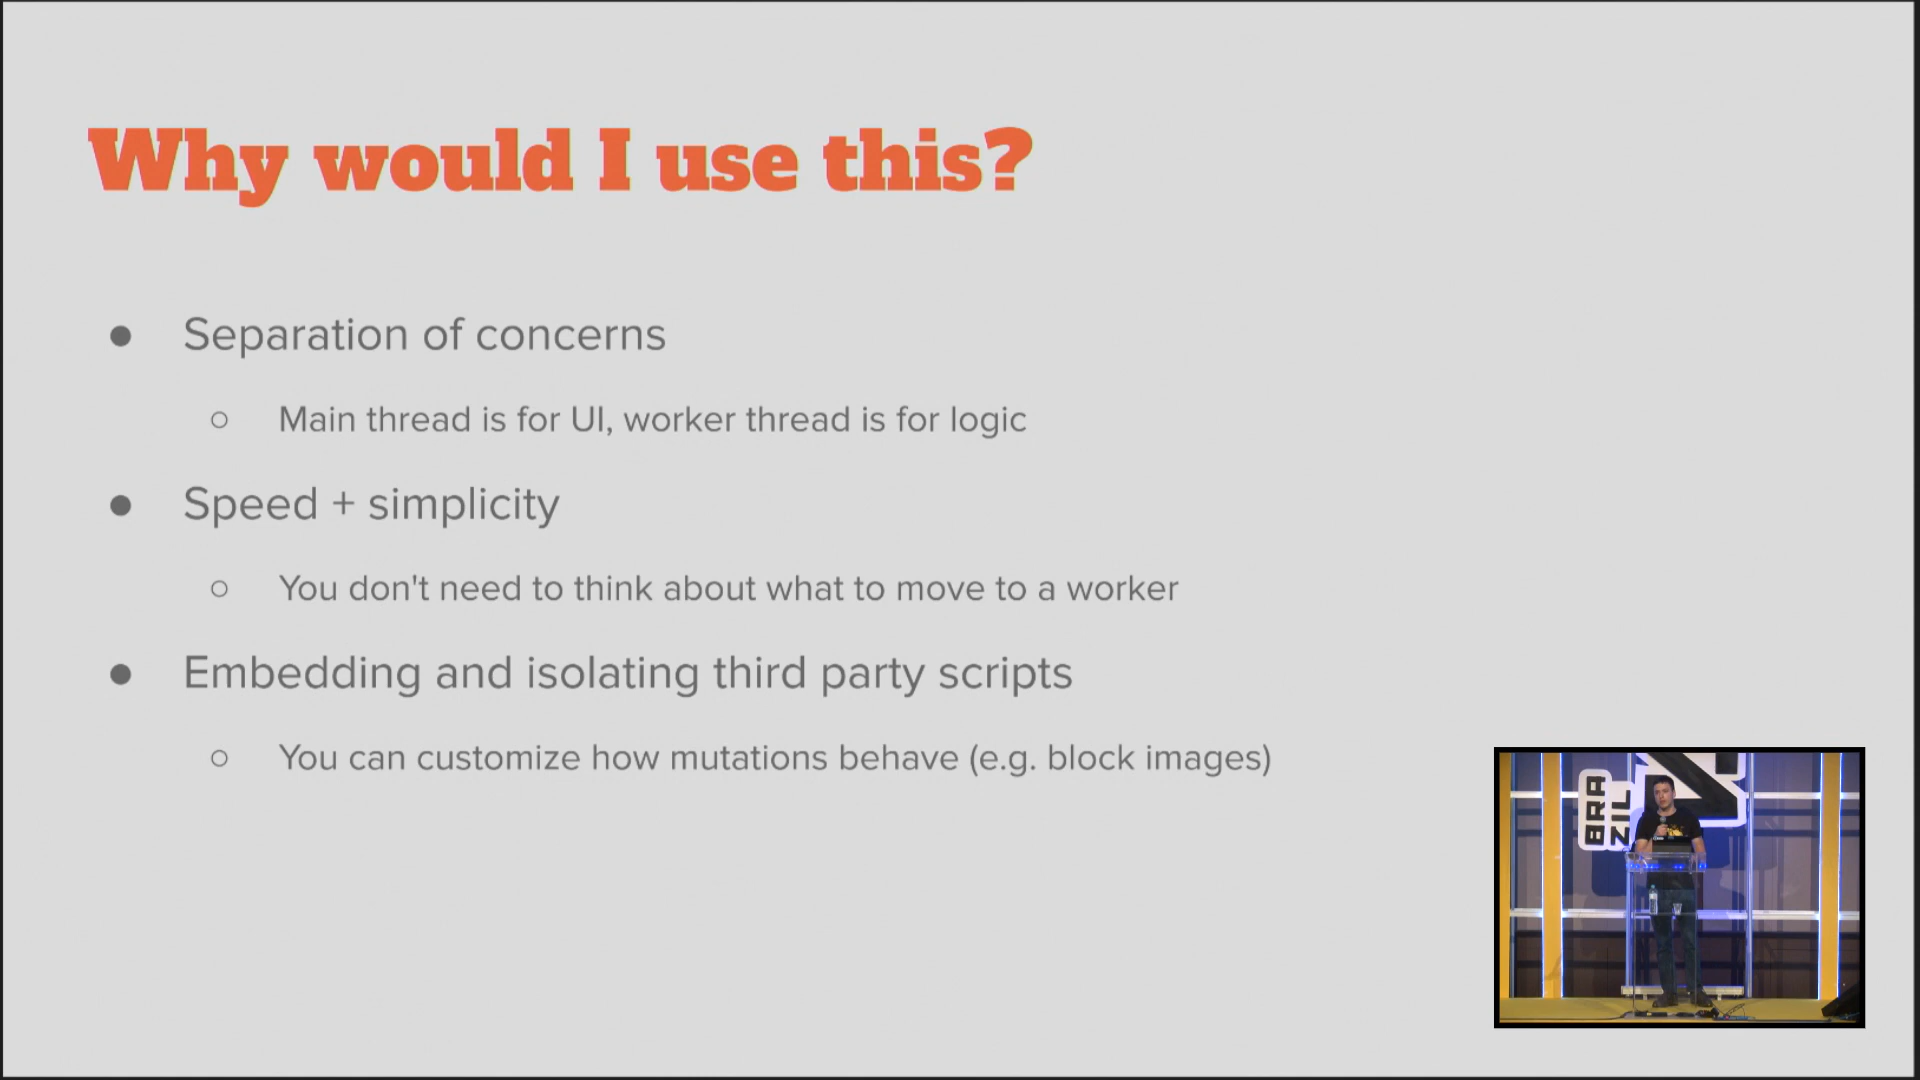 Why would I use this?
● Separation of concerns
○ Main thread is for UI, worker thread is for logic
● Speed + simplicity
○ You don't need to think about what to move to a worker
● Embedding and isolating third party scripts
○ You can customize how mutations behave (e.g. block images)
BRA
ZIL